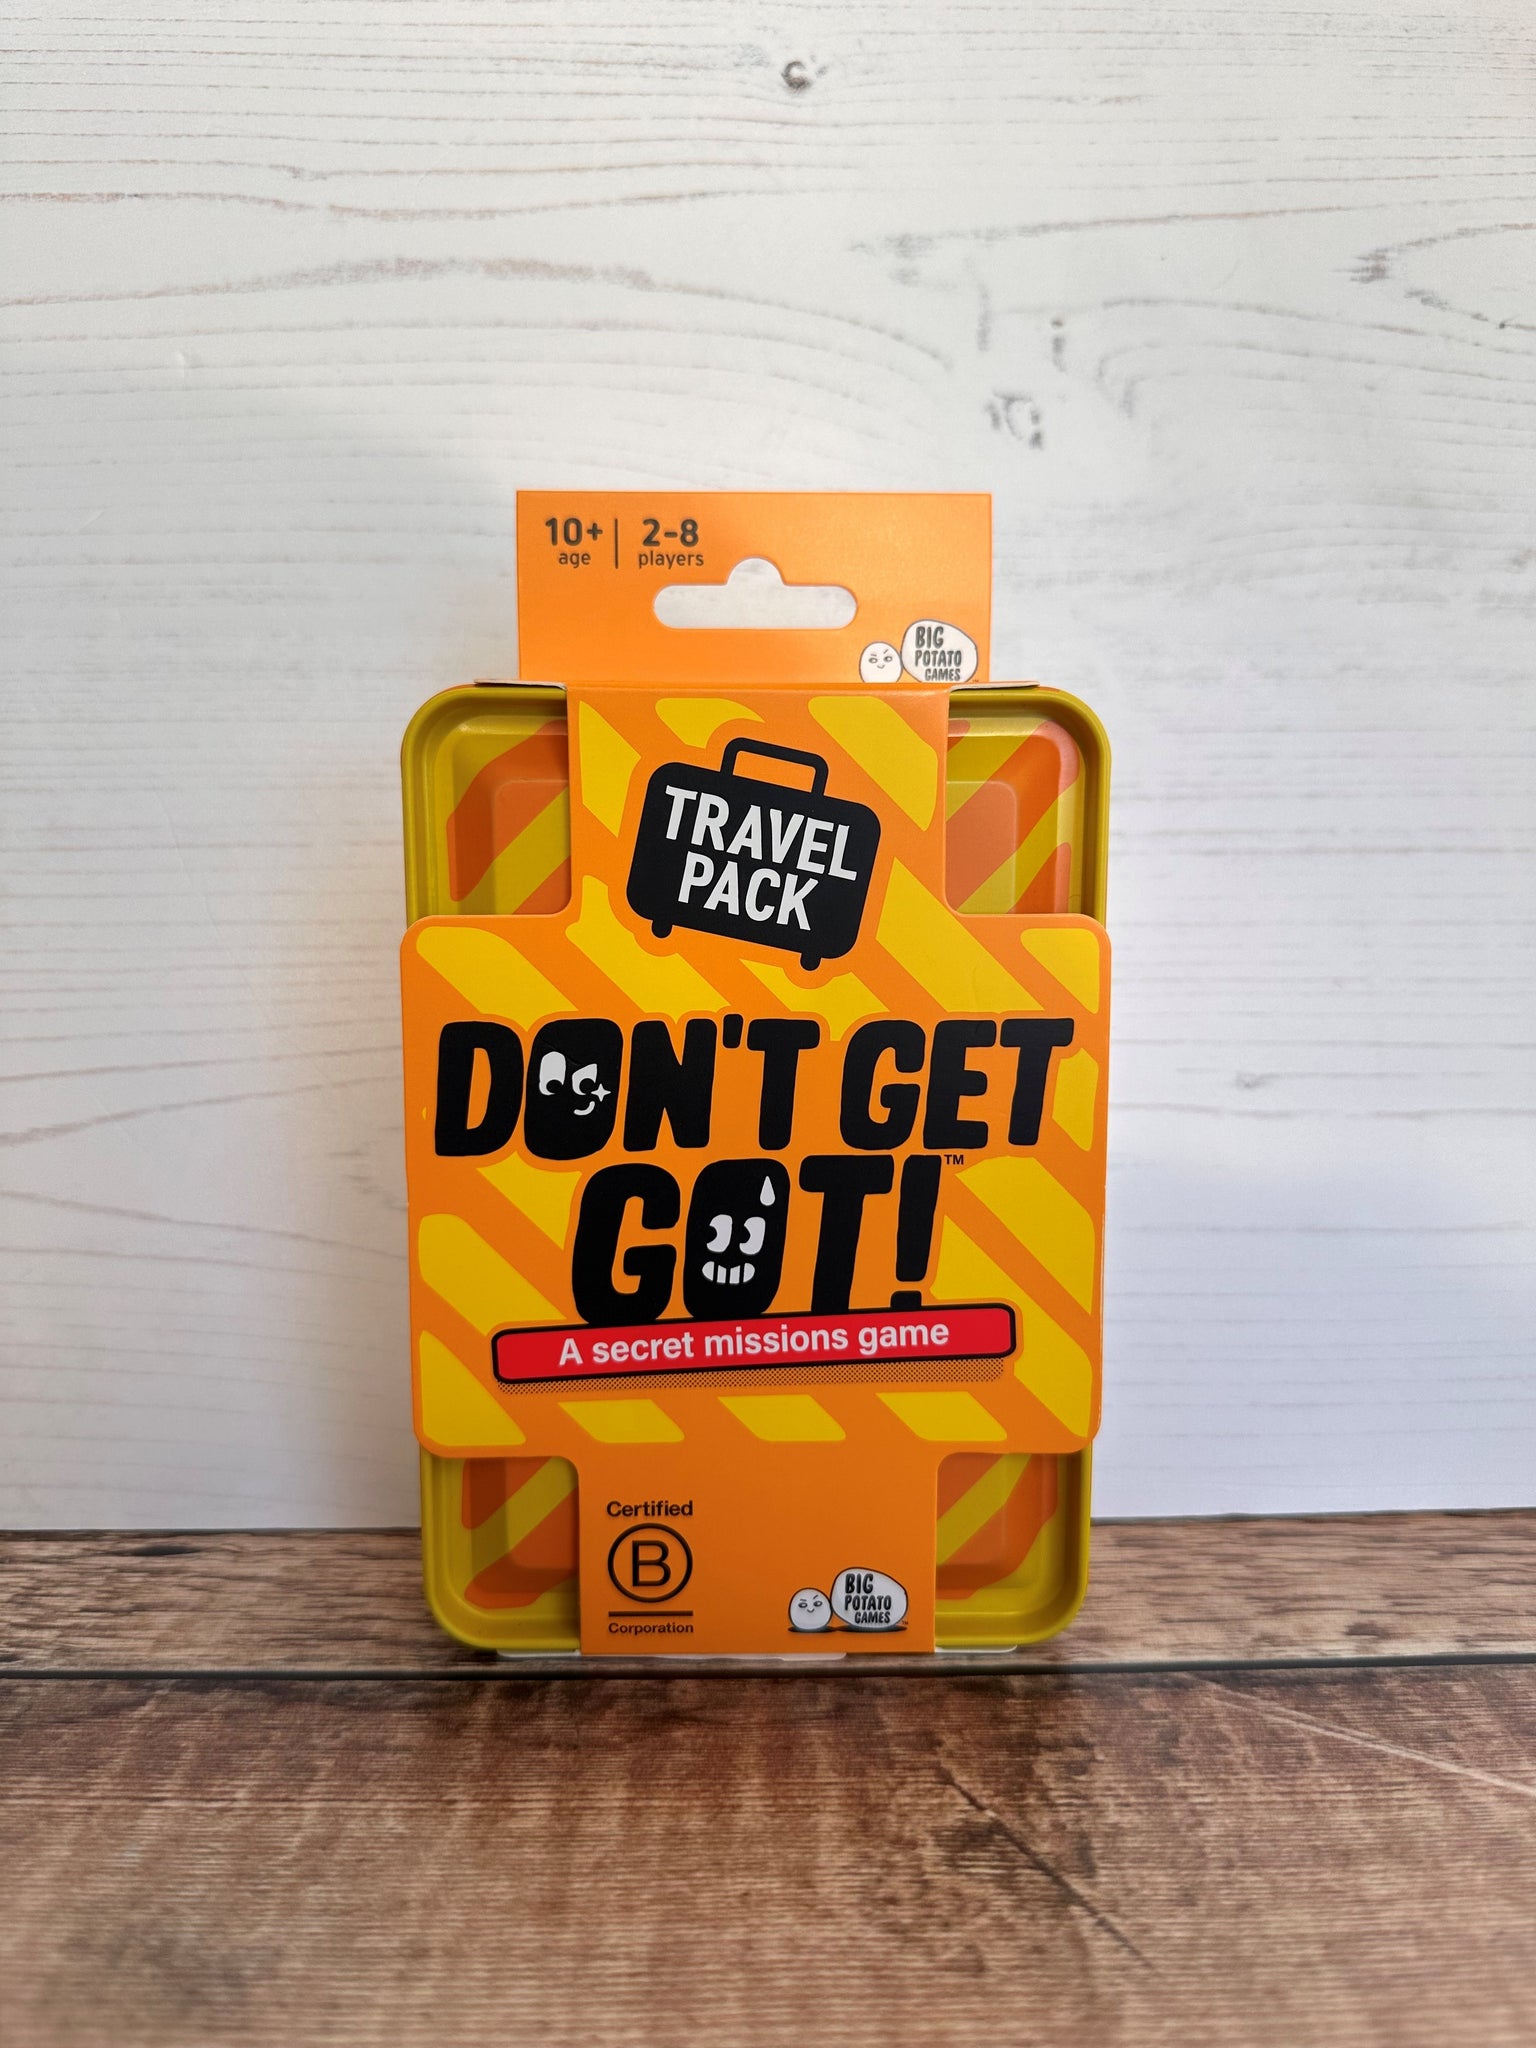 10+ | 2-8
age players
BIG
POTATO
GAMES
TRAVEL
PACK
DON'T GET
GOT!™
A secret missions game
Certified
B
Corporation
BIG
POTATO
GAMES™